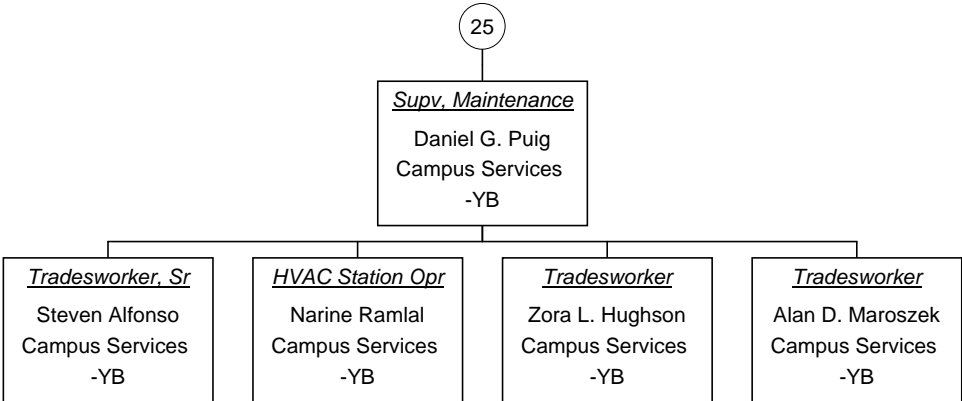 25
Supv, Maintenance
Daniel G. Puig
Campus Services
-YB
Tradesworker, Sr
Steven Alfonso
Campus Services
-YB
HVAC Station Opr
Narine Ramlal
Campus Services
-YB
Tradesworker
Zora L. Hughson
Campus Services
-YB
Tradesworker
Alan D. Maroszek
Campus Services
-YB